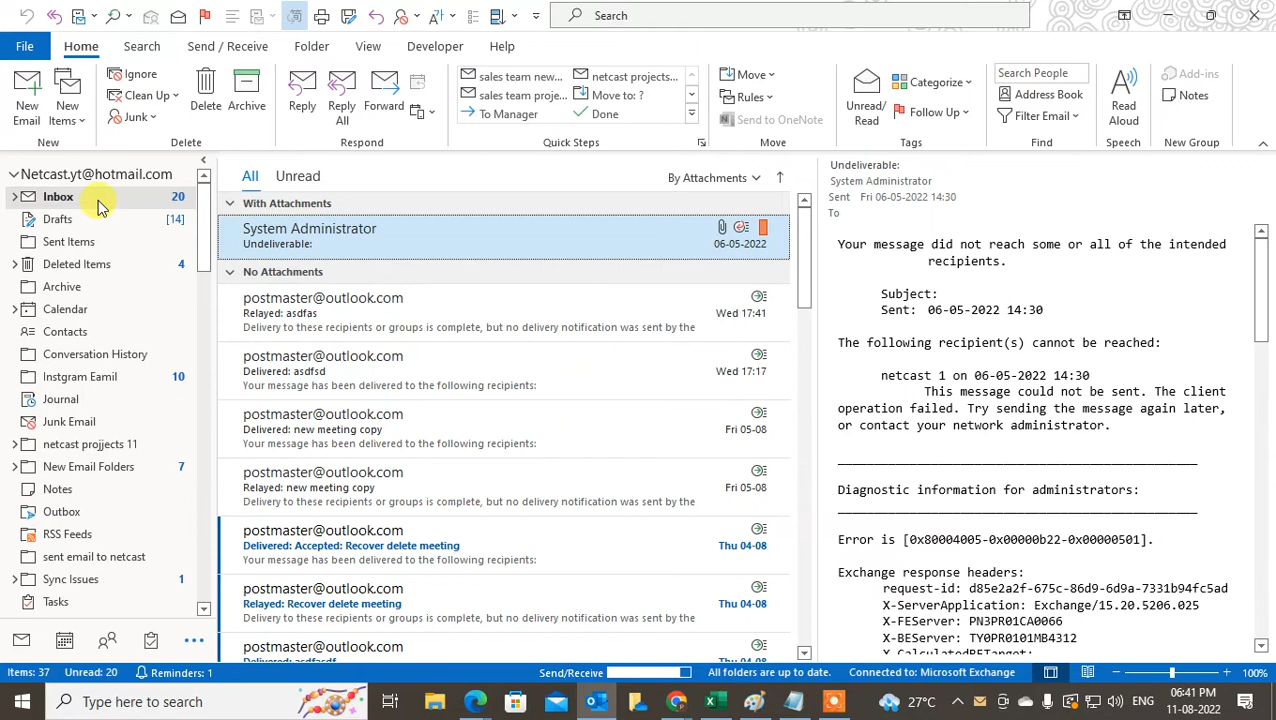 Search
File
Home
Search
Send / Receive
Folder
View
Developer
Help
New
Email
New
Items
Ignore
Clean Up
Junk
Delete
Archive
Reply
Reply
All
Forward
sales team new...
sales team proje...
To Manager
netcast projects...
Move to: ?
Done
Move
Rules
Send to OneNote
Unread/
Read
Categorize
Follow Up
Search People
Address Book
Filter Email
Read
Aloud
Add-ins
Notes
New
Delete
Respond
Quick Steps
Move
Tags
Find
Speech
New Group
Netcast.yt@hotmail.com
Inbox 20
Drafts [14]
Sent Items
Deleted Items 4
Archive
Calendar
Contacts
Conversation History
Instgram Eamil 10
Journal
Junk Email
netcast projjects 11
New Email Folders 7
Notes
Outbox
RSS Feeds
sent email to netcast
Sync Issues 1
Tasks
All Unread By Attachments
With Attachments
System Administrator
Undeliverable: 06-05-2022
No Attachments
postmaster@outlook.com
Relayed: asdfas Wed 17:41
Delivery to these recipients or groups is complete, but no delivery notification was sent by the
postmaster@outlook.com
Delivered: asdfsd Wed 17:17
Your message has been delivered to the following recipients:
postmaster@outlook.com
Delivered: new meeting copy Fri 05-08
Your message has been delivered to the following recipients:
postmaster@outlook.com
Relayed: new meeting copy Fri 05-08
Delivery to these recipients or groups is complete, but no delivery notification was sent by the
postmaster@outlook.com
Delivered: Accepted: Recover delete meeting Thu 04-08
Your message has been delivered to the following recipients:
postmaster@outlook.com
Relayed: Recover delete meeting Thu 04-08
Delivery to these recipients or groups is complete, but no delivery notification was sent by the
postmaster@outlook.com
Delivered: asdfasdf Thu 04-08
Undeliverable:
System Administrator
Sent Fri 06-05-2022 14:30
To
Your message did not reach some or all of the intended
recipients.
Subject:
Sent: 06-05-2022 14:30
The following recipient(s) cannot be reached:
netcast 1 on 06-05-2022 14:30
This message could not be sent. The client
operation failed. Try sending the message again later,
or contact your network administrator.
Diagnostic information for administrators:
Error is [0x80004005-0x00000b22-0x00000501].
Exchange response headers:
request-id: d85e2a2f-675c-86d9-6d9a-7331b94fc5ad
X-ServerApplication: Exchange/15.20.5206.025
X-FEServer: PN3PR01CA0066
X-BEServer: TY0PR0101MB4312
X-CalculatedBETarget:
Items: 37 Unread: 20 Reminders: 1 Send/Receive All folders are up to date. Connected to: Microsoft Exchange 100%
Type here to search
27°C
ENG
06:41 PM
11-08-2022